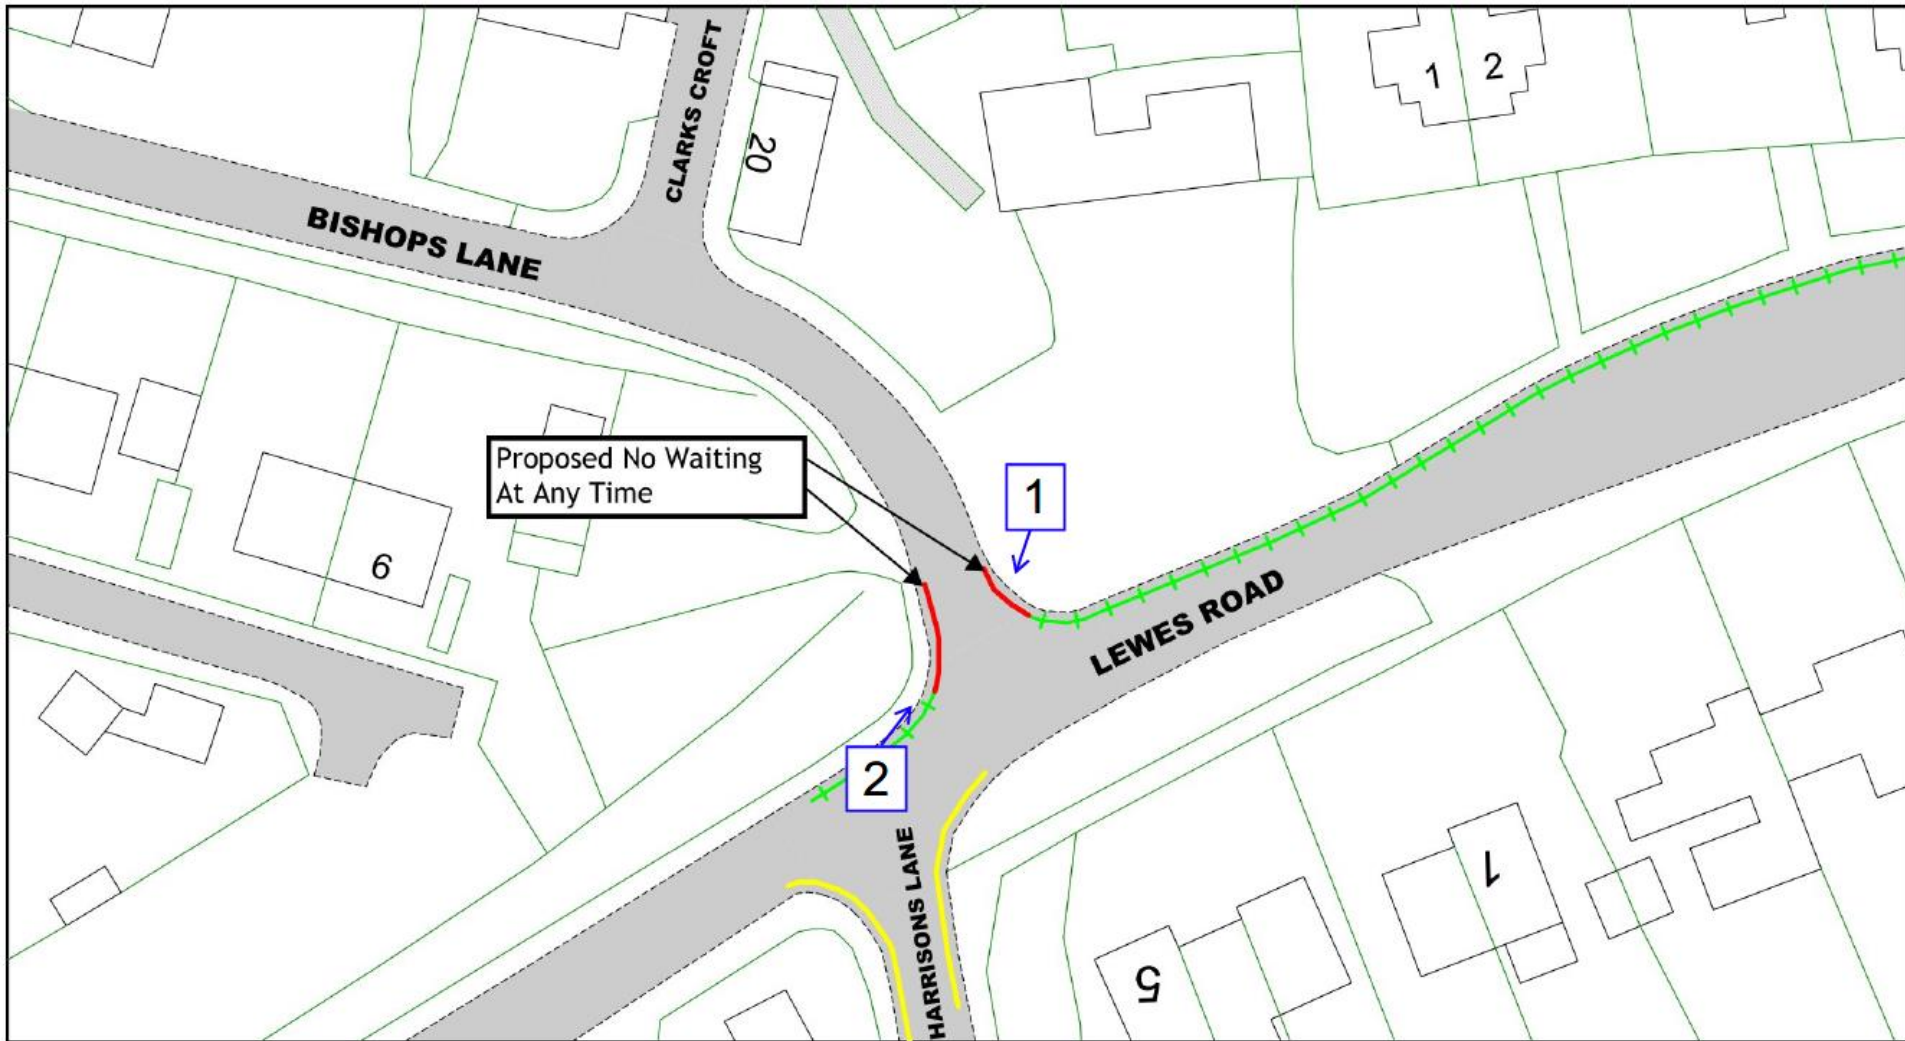 CLARKS CROFT
1
2
20
BISHOPS LANE
Proposed No Waiting
At Any Time
1
6
LEWES ROAD
2
HARRISONS LANE
1
5